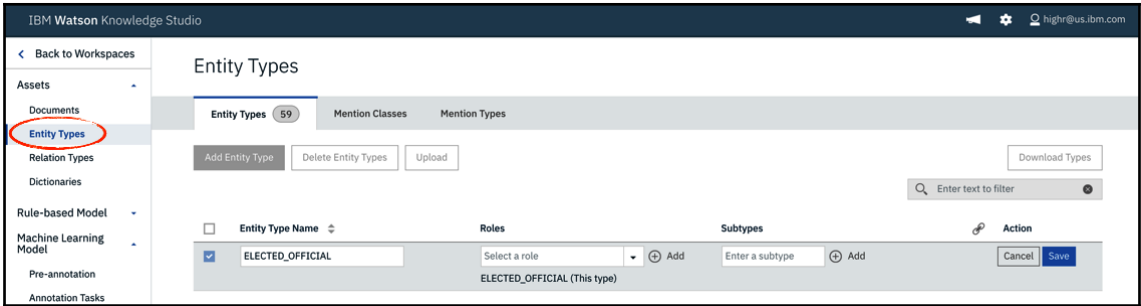 IBM Watson Knowledge Studio
highr@us.ibm.com
Back to Workspaces
Assets
Documents
Entity Types
Relation Types
Dictionaries
Rule-based Model
Machine Learning
Model
Pre-annotation
Annotation Tasks
Entity Types
Entity Types 59 Mention Classes Mention Types
Add Entity Type Delete Entity Types Upload Download Types
Enter text to filter
Entity Type Name Roles Subtypes Action
ELECTED_OFFICIAL Select a role Add Enter a subtype Add Cancel Save
ELECTED_OFFICIAL (This type)